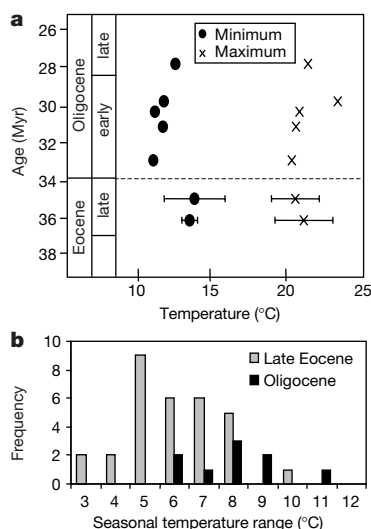 a
Minimum
Maximum
late
early
Oligocene
late
Eocene
Age (Myr)
26
28
30
32
34
36
38
10 15 20 25
Temperature (°C)
b
Late Eocene
Oligocene
Frequency
10
8
6
4
2
0
3 4 5 6 7 8 9 10 11 12
Seasonal temperature range (°C)